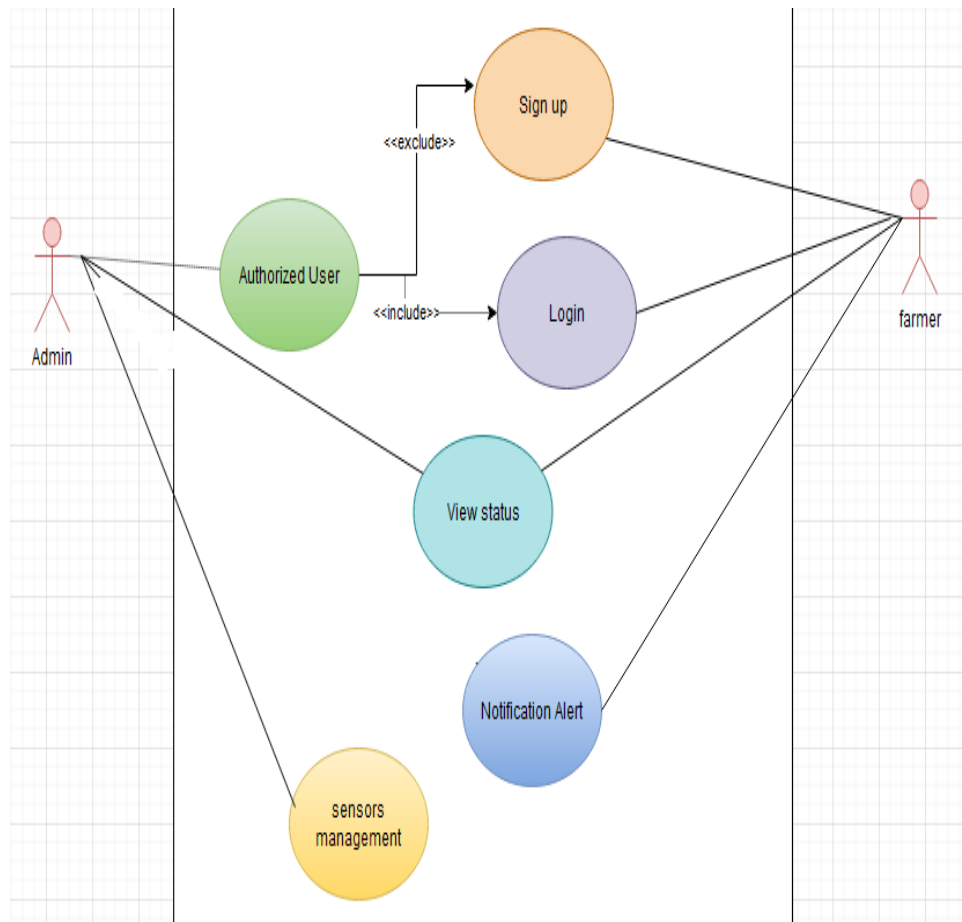 Sign up
<<exclude>>
Authorized User
<<include>>
Login
Admin
farmer
View status
Notification Alert
sensors
management